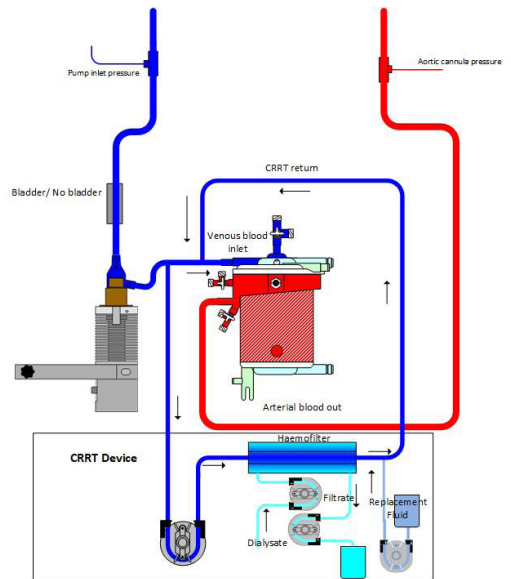 Pump inlet pressure
Aortic cannula pressure
CRRT return
Bladder/ No bladder
Venous blood
inlet
Arterial blood out
Haemofilter
CRRT Device
Filtrate
Replacement
Fluid
Dialysate